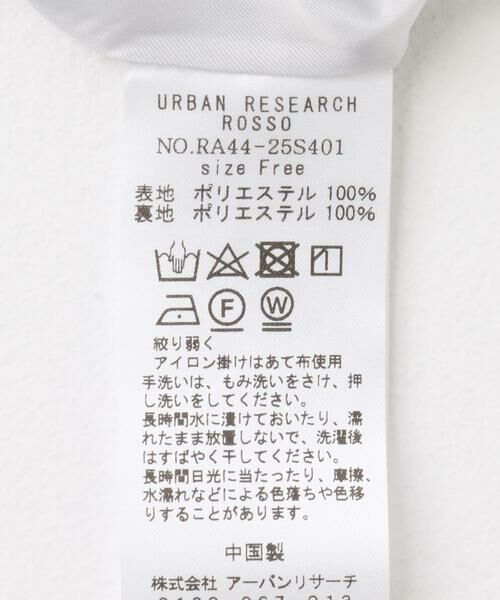 URBAN RESEARCH
ROSSO
NO.RA44-25S401
size Free
表地 ポリエステル 100%
裏地 ポリエステル 100%
F
W
絞り弱く
アイロン掛けはあて布使用
手洗いは、もみ洗いをさけ、押
し洗いをしてください。
長時間水に漬けておいたり、濡
れたまま放置しないで、洗濯後
はすばやく干してください。
長時間日光に当たったり、摩擦、
水濡れなどによる色落ちや色移
りすることがあります。
中国製
株式会社 アーバンリサーチ